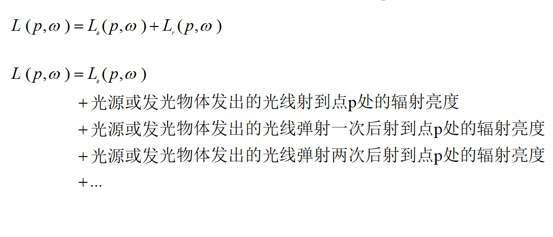 L(p,ω)=Le(p,ω)+Lr(p,ω)
L(p,ω)=Le(p,ω)
+光源或发光物体发出的光线射到点p处的辐射亮度
+光源或发光物体发出的光线弹射一次后射到点p处的辐射亮度
+光源或发光物体发出的光线弹射两次后射到点p处的辐射亮度
+...